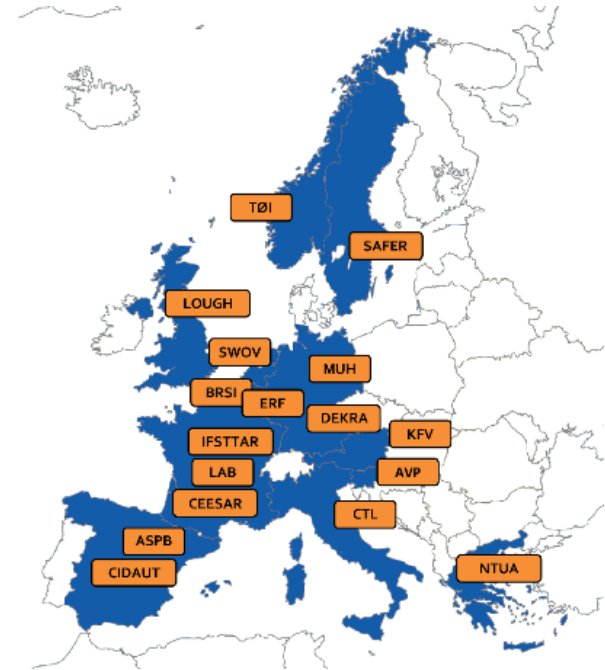 TØI
SAFER
LOUGH
SWOV
MUH
BRSI
ERF
DEKRA
KFV
IFSTTAR
LAB
AVP
CEESAR
CTL
ASPB
CIDAUT
NTUA